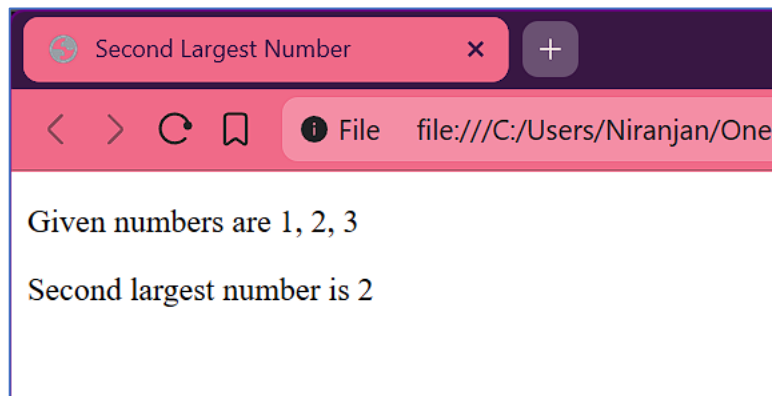 Second Largest Number
File file:///C:/Users/Niranjan/One
Given numbers are 1, 2, 3
Second largest number is 2